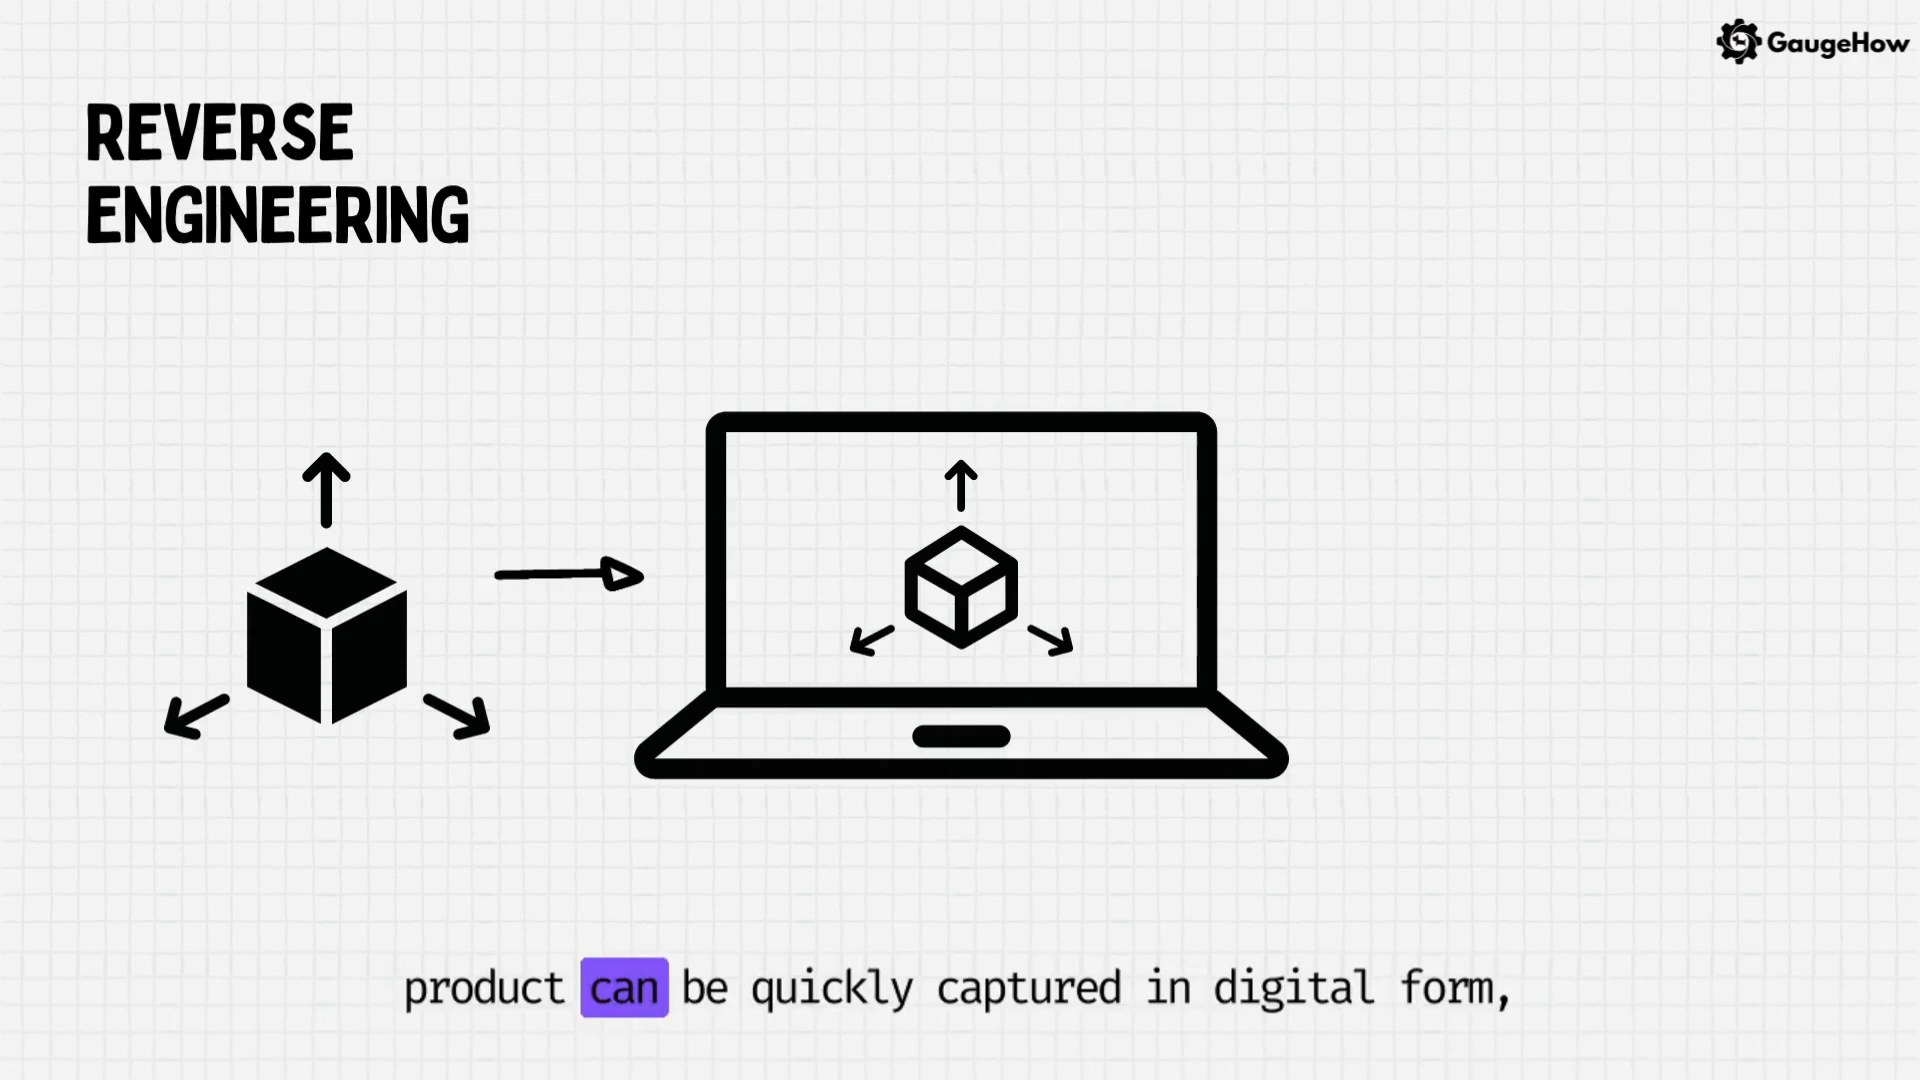 GaugeHow
REVERSE
ENGINEERING
product can be quickly captured in digital form,